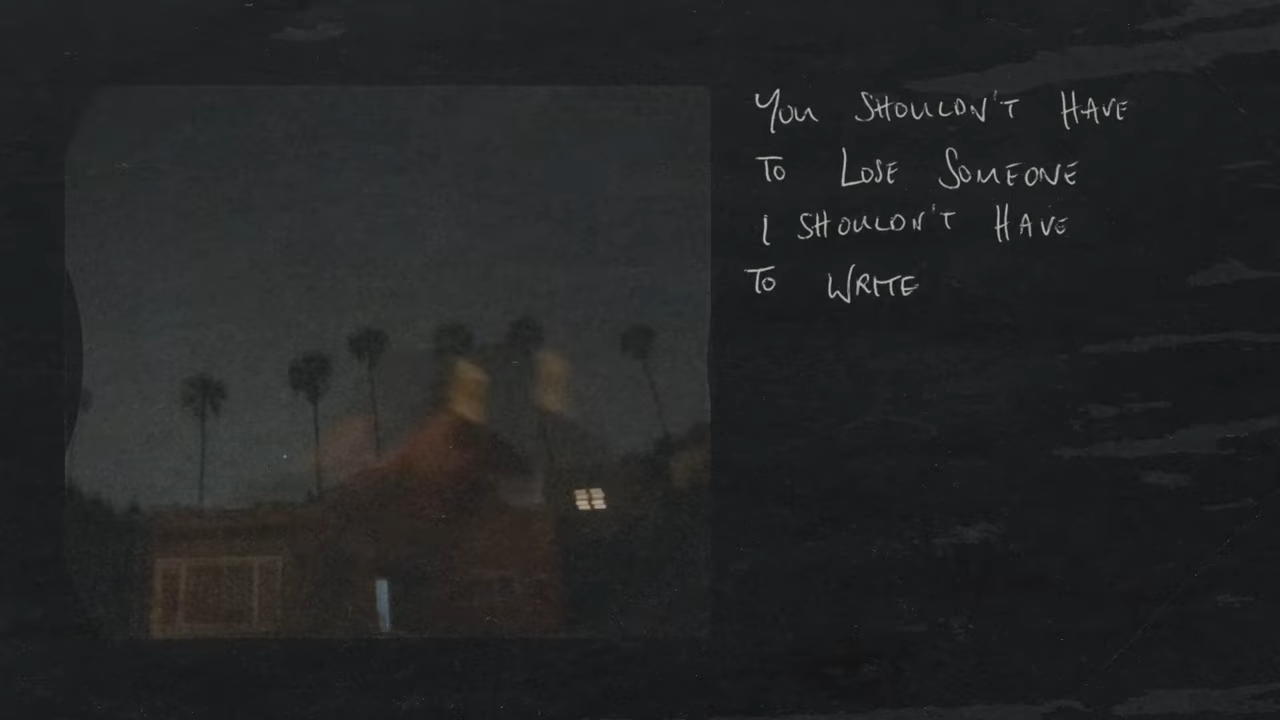 You SHOULDN'T HAVE
To LOSE SOMEONE
I SHOULDN'T HAVE
To WRITE